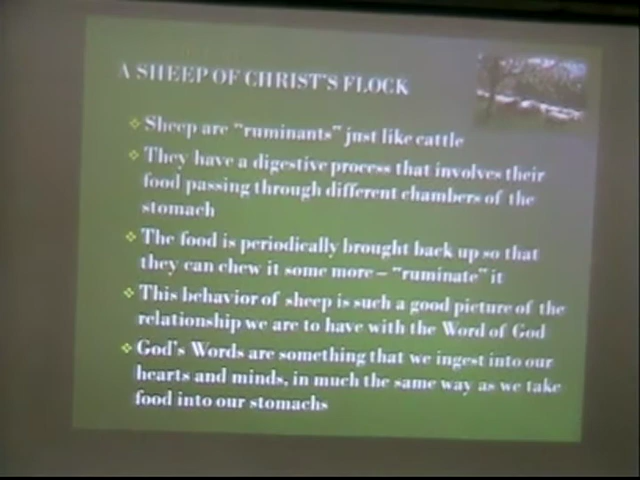 A SHEEP OF CHRIST'S FLOCK
Sheep are "ruminants" just like cattle
They have a digestive process that involves their
food passing through different chambers of the
stomach
The food is periodically brought back up so that
they can chew it some more – "ruminate" it
This behavior of sheep is such a good picture of the
relationship we are to have with the Word of God
God's Words are something that we ingest into our
hearts and minds, in much the same way as we take
food into our stomachs